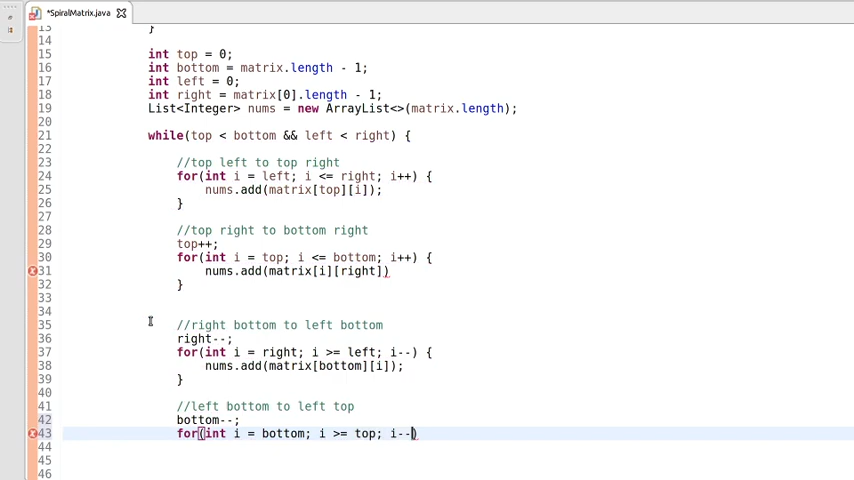 *SpiralMatrix.java
13 }
14
15 int top = 0;
16 int bottom = matrix.length - 1;
17 int left = 0;
18 int right = matrix[0].length - 1;
19 List<Integer> nums = new ArrayList<>(matrix.length);
20
21 while(top < bottom && left < right) {
22
23 //top left to top right
24 for(int i = left; i <= right; i++) {
25 nums.add(matrix[top][i]);
26 }
27
28 //top right to bottom right
29 top++;
30 for(int i = top; i <= bottom; i++) {
31 nums.add(matrix[i][right])
32 }
33
34
35 //right bottom to left bottom
36 right--;
37 for(int i = right; i >= left; i--) {
38 nums.add(matrix[bottom][i]);
39 }
40
41 //left bottom to left top
42 bottom--;
43 for(int i = bottom; i >= top; i--)
44
45
46